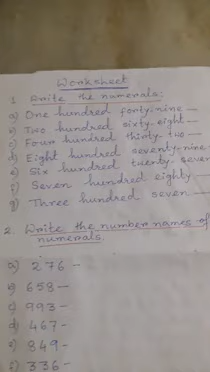 Worksheet
1. Write the numerals:
a) One hundred forty-nine —
b) Two hundred sixty-eight —
c) Four hundred thirty-two —
d) Eight hundred seventy-nine
e) Six hundred twenty-seven
f) Seven hundred eighty —
g) Three hundred seven —
2. Write the number names of
numerals.
a) 276 –
b) 658 –
c) 993 –
d) 467 –
e) 849 –
f) 336 –